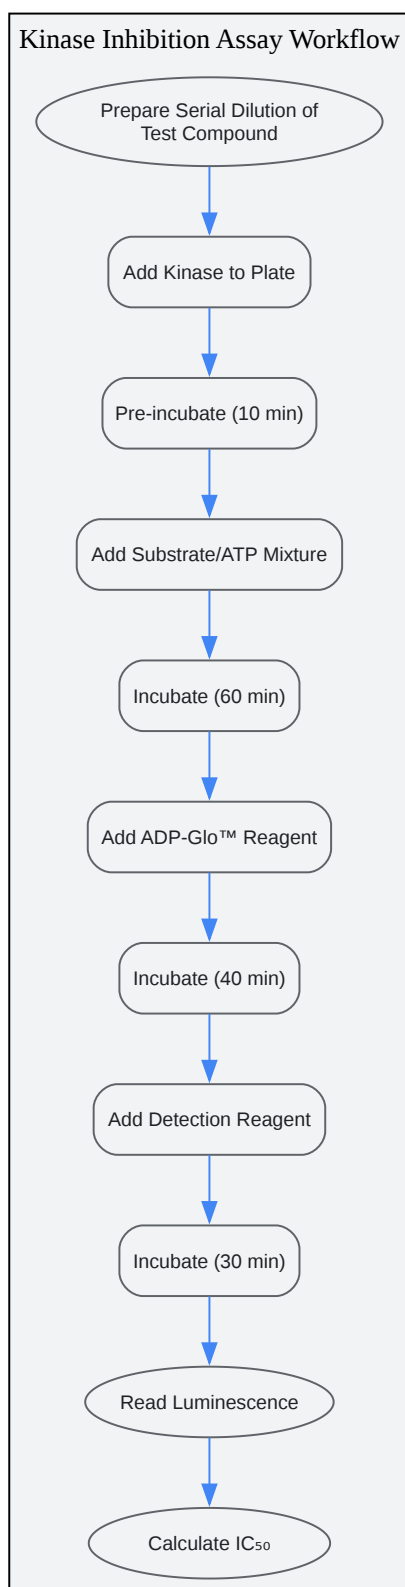 Kinase Inhibition Assay Workflow
Prepare Serial Dilution of
Test Compound
Add Kinase to Plate
Pre-incubate (10 min)
Add Substrate/ATP Mixture
Incubate (60 min)
Add ADP-Glo™ Reagent
Incubate (40 min)
Add Detection Reagent
Incubate (30 min)
Read Luminescence
Calculate IC₅₀